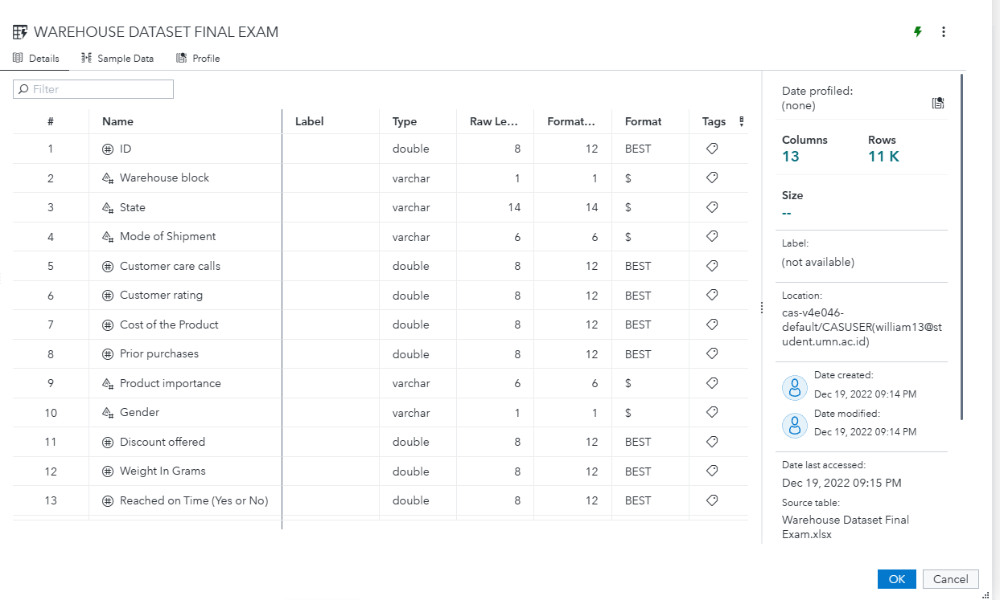 WAREHOUSE DATASET FINAL EXAM
Details Sample Data Profile
Filter
# Name Label Type Raw Le... Format... Format Tags
1 ID double 8 12 BEST
2 Warehouse block varchar 1 1 $
3 State varchar 14 14 $
4 Mode of Shipment varchar 6 6 $
5 Customer care calls double 8 12 BEST
6 Customer rating double 8 12 BEST
7 Cost of the Product double 8 12 BEST
8 Prior purchases double 8 12 BEST
9 Product importance varchar 6 6 $
10 Gender varchar 1 1 $
11 Discount offered double 8 12 BEST
12 Weight In Grams double 8 12 BEST
13 Reached on Time (Yes or No) double 8 12 BEST
Date profiled:
(none)
Columns Rows
13 11 K
Size
--
Label:
(not available)
Location:
cas-v4e046-
default/CASUSER(william13@st
udent.umn.ac.id)
Date created:
Dec 19, 2022 09:14 PM
Date modified:
Dec 19, 2022 09:14 PM
Date last accessed:
Dec 19, 2022 09:15 PM
Source table:
Warehouse Dataset Final
Exam.xlsx
OK Cancel